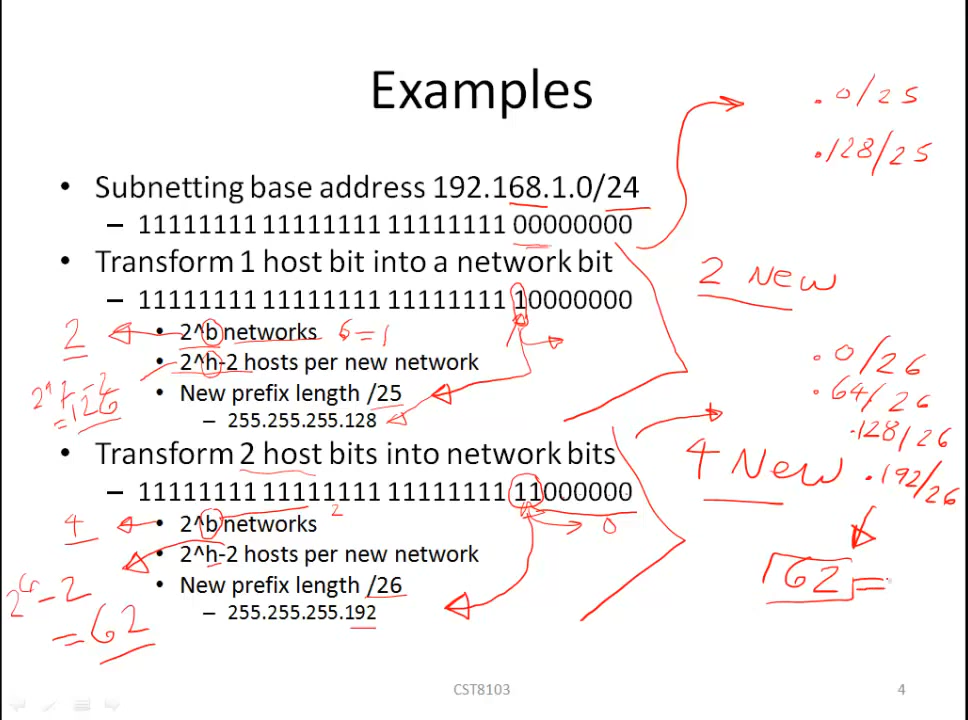 Examples
.0/25
.128/25
• Subnetting base address 192.168.1.0/24
– 11111111 11111111 11111111 00000000
• Transform 1 host bit into a network bit
2 New
– 11111111 11111111 11111111 10000000
2
• 2^b networks
6 = 1
• 2^h-2 hosts per new network
.0/26
2^7-2
=126
• New prefix length /25
.64/26
– 255.255.255.128
.128/26
• Transform 2 host bits into network bits
4 New
.192/26
– 11111111 11111111 11111111 11000000
2
4
• 2^b networks
0
• 2^h-2 hosts per new network
62 =
• New prefix length /26
2^6-2
=62
– 255.255.255.192
CST8103
4